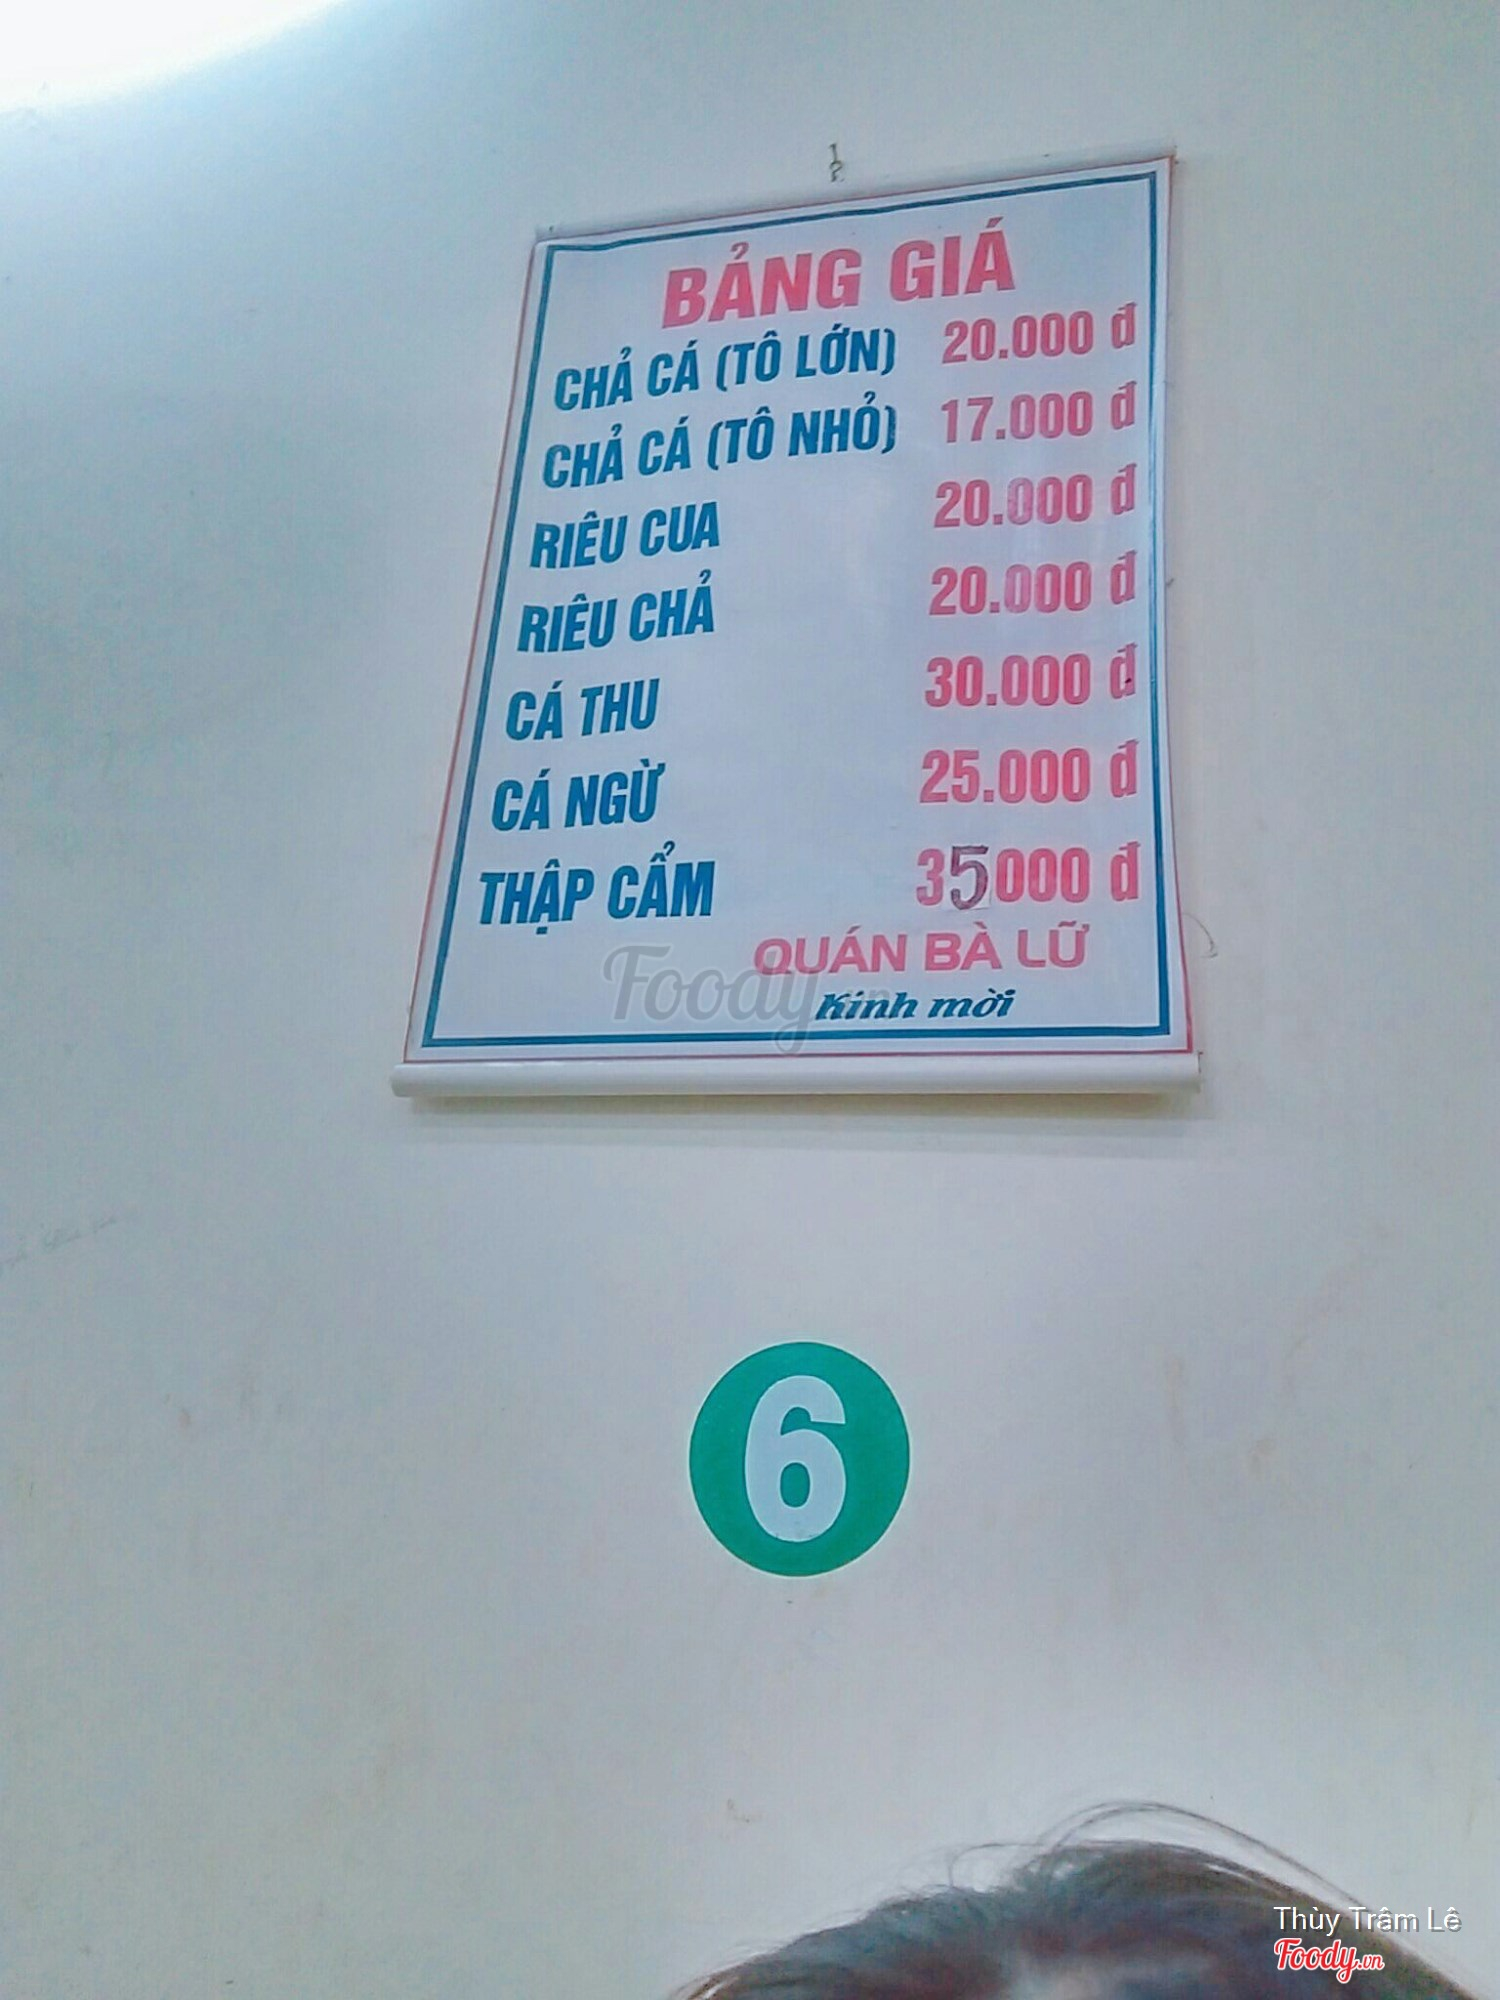 BẢNG GIÁ
CHẢ CÁ (TÔ LỚN) 20.000 đ
CHẢ CÁ (TÔ NHỎ) 17.000 đ
RIÊU CUA 20.000 đ
RIÊU CHẢ 20.000 đ
CÁ THU 30.000 đ
CÁ NGỪ 25.000 đ
THẬP CẨM 35000 đ
QUÁN BÀ LỮ
Kính mời
Foody.vn
6
Thùy Trâm Lê
Foody.vn